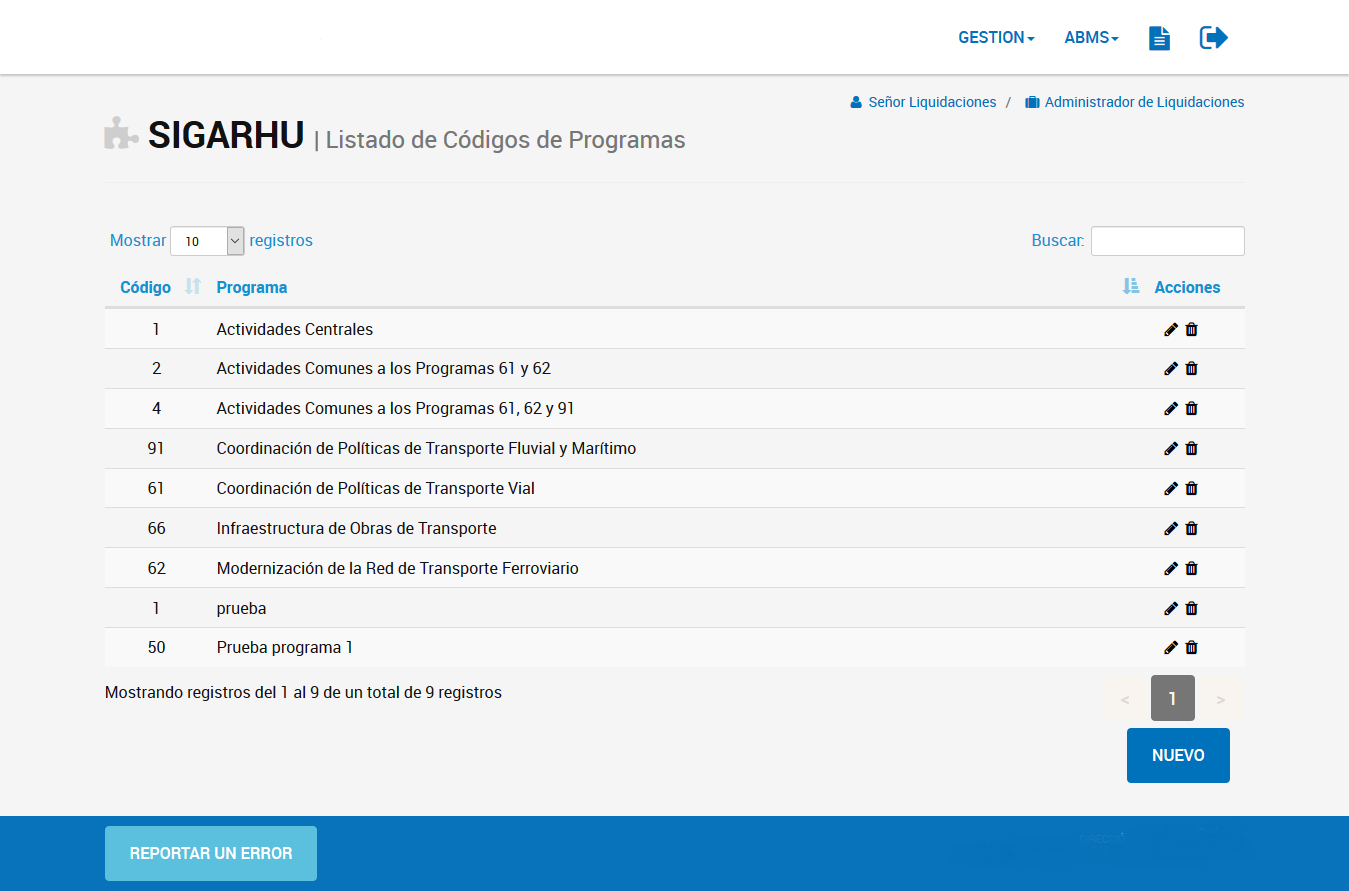 GESTION ABMS
Señor Liquidaciones / Administrador de Liquidaciones
SIGARHU | Listado de Códigos de Programas
Mostrar 10 registros Buscar:
Código Programa Acciones
1 Actividades Centrales
2 Actividades Comunes a los Programas 61 y 62
4 Actividades Comunes a los Programas 61, 62 y 91
91 Coordinación de Políticas de Transporte Fluvial y Marítimo
61 Coordinación de Políticas de Transporte Vial
66 Infraestructura de Obras de Transporte
62 Modernización de la Red de Transporte Ferroviario
1 prueba
50 Prueba programa 1
Mostrando registros del 1 al 9 de un total de 9 registros
< 1 >
NUEVO
REPORTAR UN ERROR